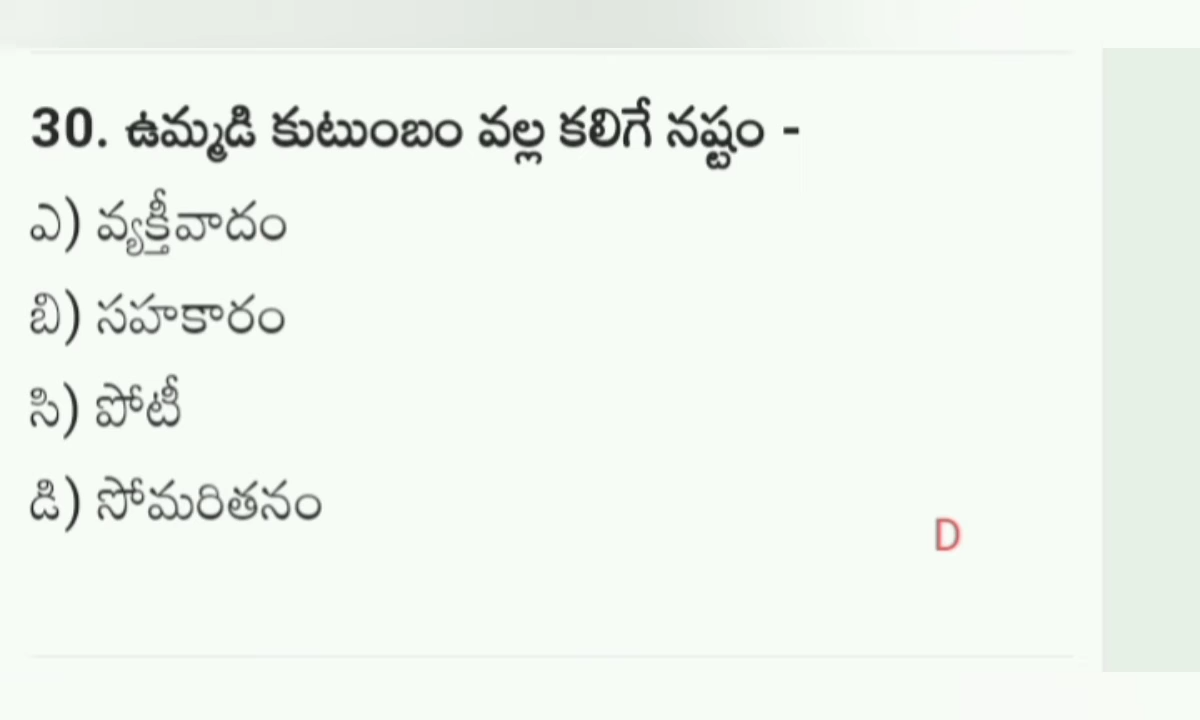 30. ఉమ్మడి కుటుంబం వల్ల కలిగే నష్టం -
ఎ) వ్యక్తీవాదం
బి) సహకారం
సి) పోటీ
డి) సోమరితనం
D